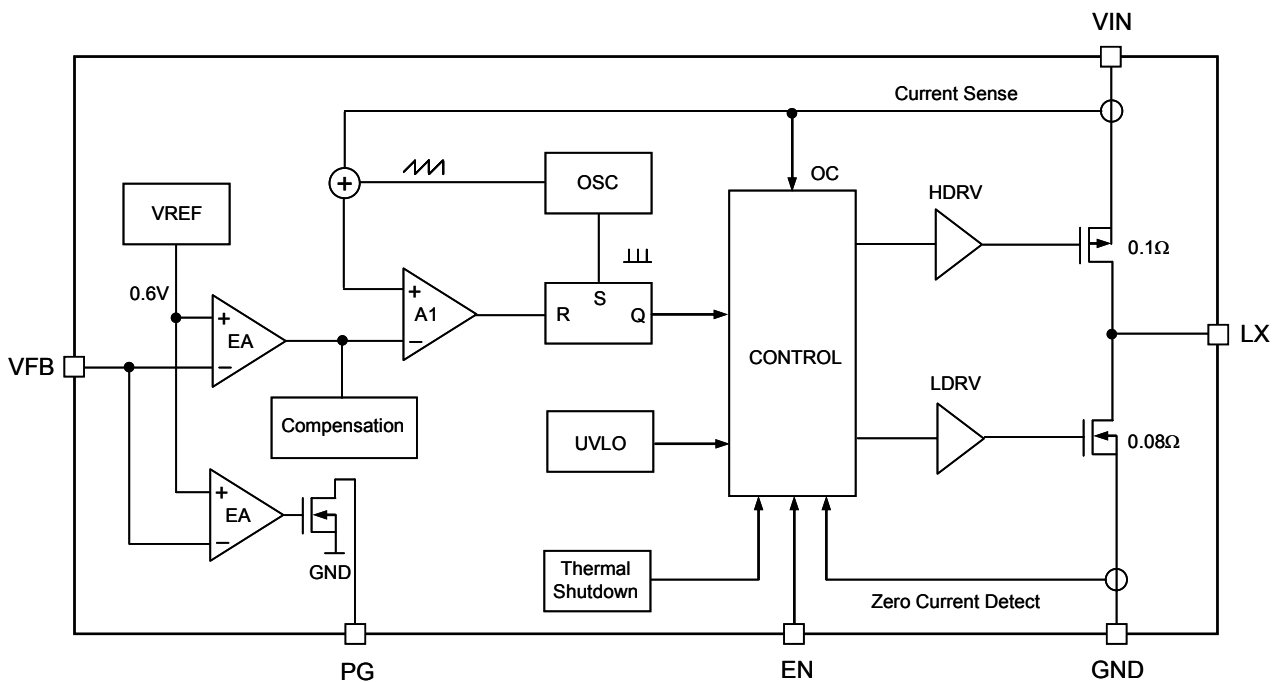 VIN
Current Sense
OSC
OC
VREF
HDRV
0.1Ω
0.6V
+
EA
−
+
A1
−
R
S
Q
LX
VFB
CONTROL
LDRV
Compensation
UVLO
0.08Ω
+
EA
−
GND
Thermal
Shutdown
Zero Current Detect
PG
EN
GND